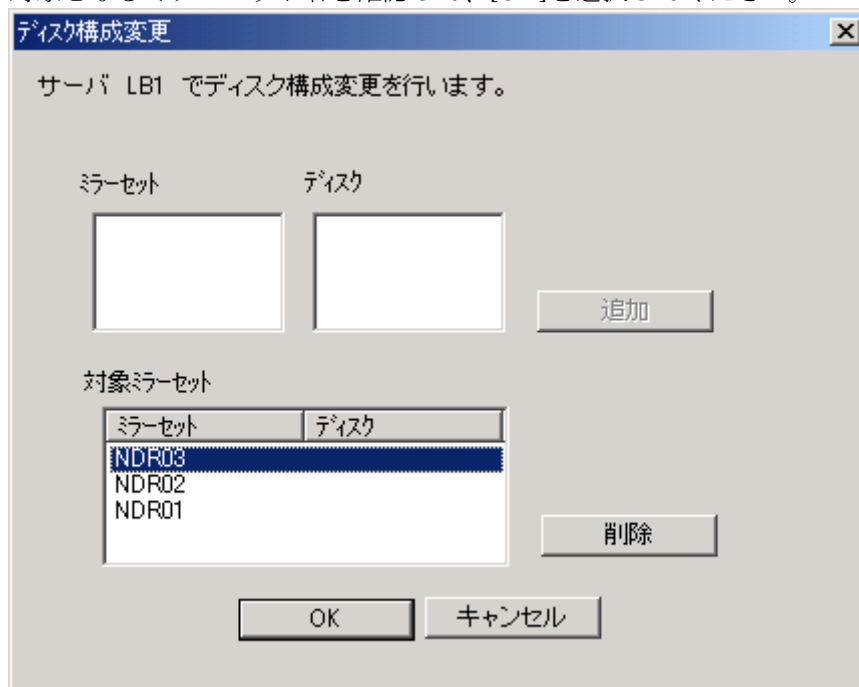 ディスク構成変更
サーバ LB1 でディスク構成変更を行います。
ミラーセット ディスク
追加
対象ミラーセット
ミラーセット ディスク
NDR03
NDR02
NDR01
削除
OK キャンセル